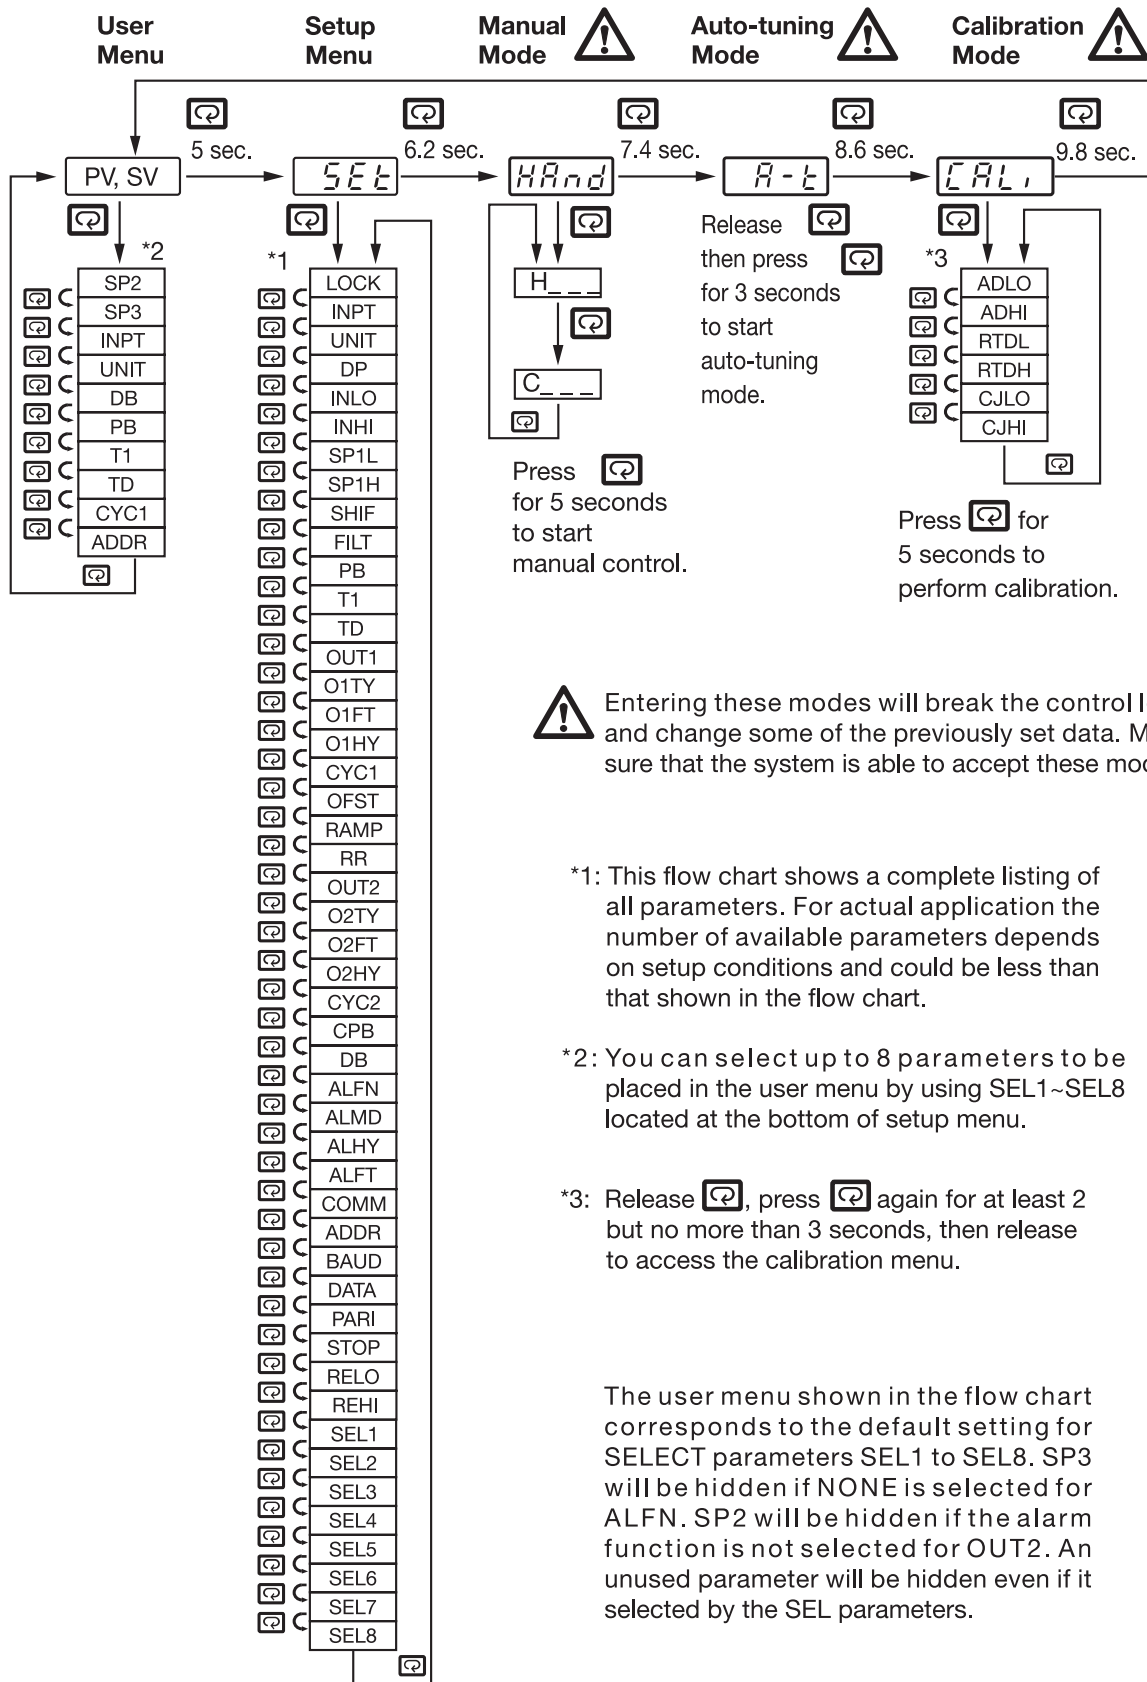 User
Menu
Setup
Menu
Manual
Mode
Auto-tuning
Mode
Calibration
Mode
5 sec.
6.2 sec.
7.4 sec.
8.6 sec.
9.8 sec.
PV, SV
SEt
HAnd
A-t
CALi
*2
SP2
SP3
INPT
UNIT
DB
PB
T1
TD
CYC1
ADDR
*1
LOCK
INPT
UNIT
DP
INLO
INHI
SP1L
SP1H
SHIF
FILT
PB
T1
TD
OUT1
O1TY
O1FT
O1HY
CYC1
OFST
RAMP
RR
OUT2
O2TY
O2FT
O2HY
CYC2
CPB
DB
ALFN
ALMD
ALHY
ALFT
COMM
ADDR
BAUD
DATA
PARI
STOP
RELO
REHI
SEL1
SEL2
SEL3
SEL4
SEL5
SEL6
SEL7
SEL8
H_ _ _
C_ _ _
Press
for 5 seconds
to start
manual control.
Release
then press
for 3 seconds
to start
auto-tuning
mode.
*3
ADLO
ADHI
RTDL
RTDH
CJLO
CJHI
Press for
5 seconds to
perform calibration.
Entering these modes will break the control l
and change some of the previously set data. M
sure that the system is able to accept these mod
*1: This flow chart shows a complete listing of
all parameters. For actual application the
number of available parameters depends
on setup conditions and could be less than
that shown in the flow chart.
*2: You can select up to 8 parameters to be
placed in the user menu by using SEL1~SEL8
located at the bottom of setup menu.
*3: Release , press again for at least 2
but no more than 3 seconds, then release
to access the calibration menu.
The user menu shown in the flow chart
corresponds to the default setting for
SELECT parameters SEL1 to SEL8. SP3
will be hidden if NONE is selected for
ALFN. SP2 will be hidden if the alarm
function is not selected for OUT2. An
unused parameter will be hidden even if it
selected by the SEL parameters.